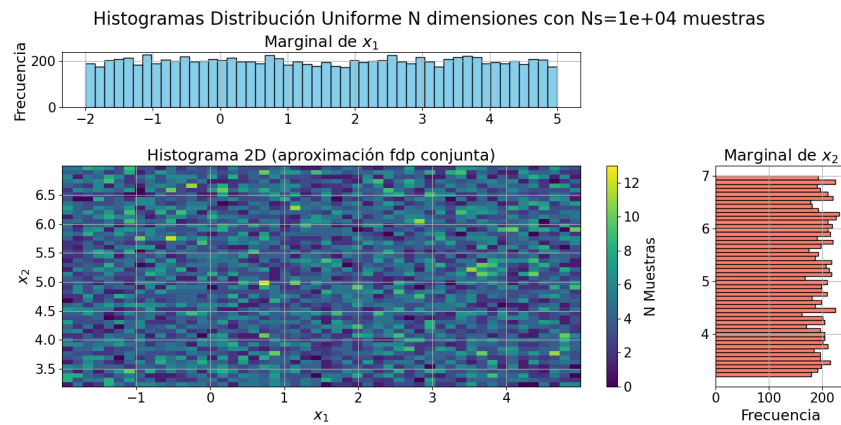 Histogramas Distribución Uniforme N dimensiones con Ns=1e+04 muestras
Marginal de x₁
Frecuencia
200
0
−2 −1 0 1 2 3 4 5
Histograma 2D (aproximación fdp conjunta)
x₂
6.5
6.0
5.5
5.0
4.5
4.0
3.5
−1 0 1 2 3 4
x₁
12
10
8
6
4
2
0
N Muestras
Marginal de x₂
7
6
5
4
0 100 200
Frecuencia